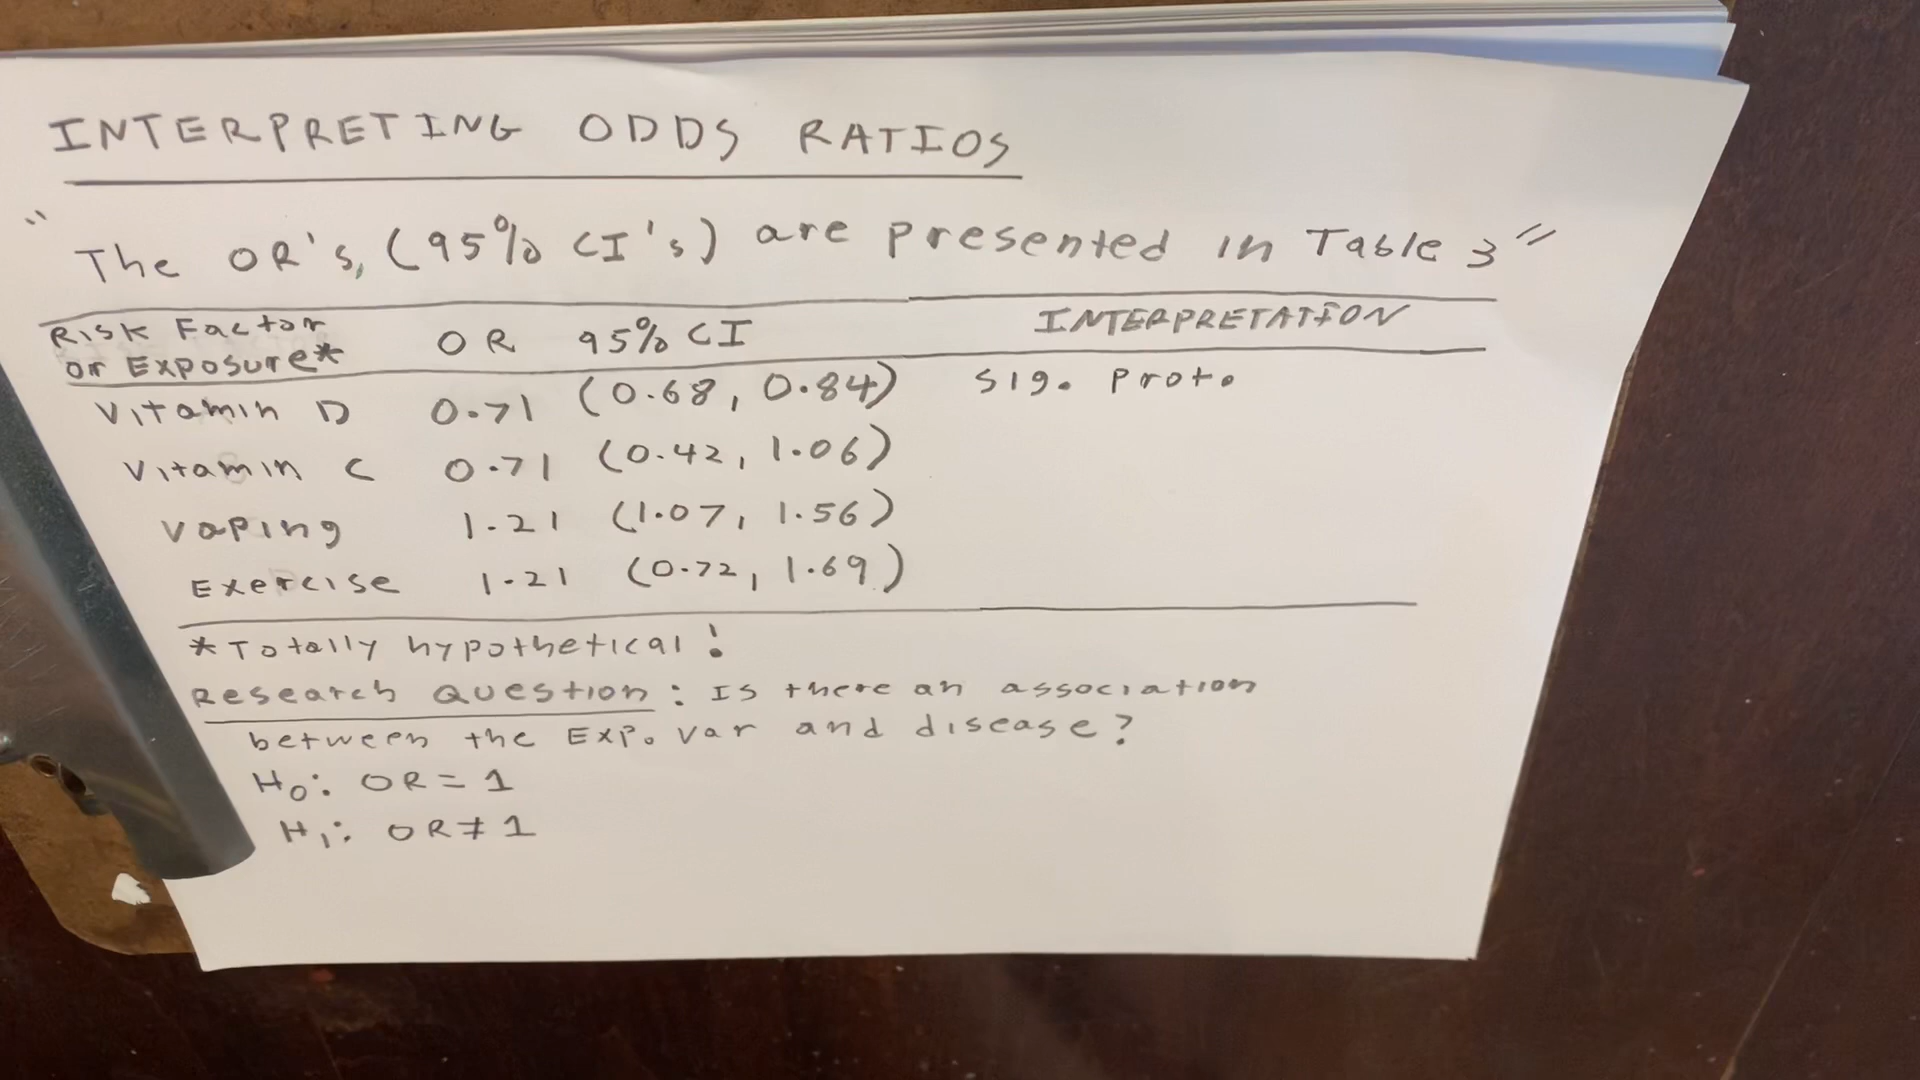 INTERPRETING ODDS RATIOS
"The OR's, (95% CI's) are presented in Table 3"
Risk Factor or Exposure* OR 95% CI INTERPRETATION
Vitamin D 0.71 (0.68, 0.84) Sig. Prot.
Vitamin C 0.71 (0.42, 1.06)
Vaping 1.21 (1.07, 1.56)
Exercise 1.21 (0.72, 1.69)
*Totally hypothetical!
Research Question: Is there an association
between the Exp. Var and disease?
H0: OR = 1
H1: OR ≠ 1